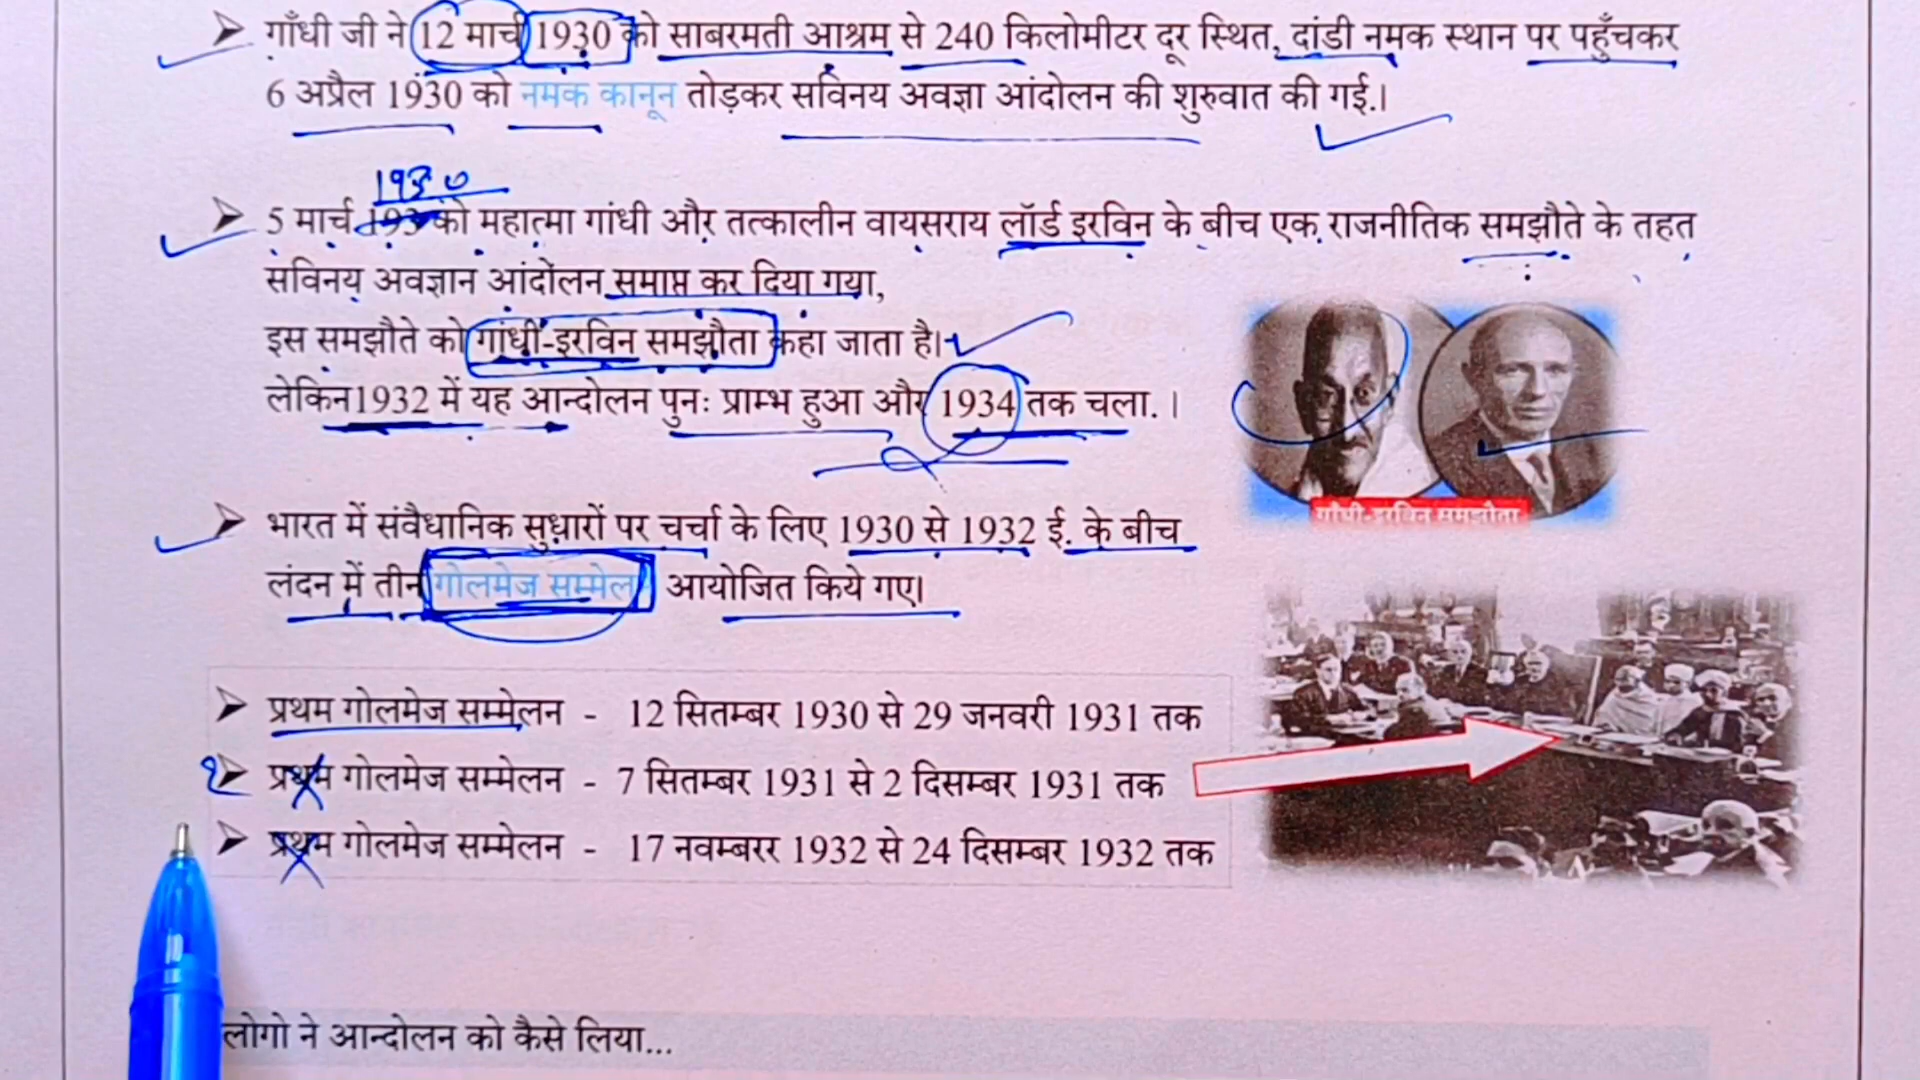 गाँधी जी ने 12 मार्च 1930 को साबरमती आश्रम से 240 किलोमीटर दूर स्थित, दांडी नमक स्थान पर पहुँचकर
6 अप्रैल 1930 को नमक कानून तोड़कर सविनय अवज्ञा आंदोलन की शुरुवात की गई.।
1930
5 मार्च 193 को महात्मा गांधी और तत्कालीन वायसराय लॉर्ड इरविन के बीच एक राजनीतिक समझौते के तहत
सविनय अवज्ञान आंदोलन समाप्त कर दिया गया,
इस समझौते को गांधी-इरविन समझौता कहा जाता है।
लेकिन1932 में यह आन्दोलन पुनः प्राम्भ हुआ और 1934 तक चला. ।
गाँधी-इरविन समझौता
भारत में संवैधानिक सुधारों पर चर्चा के लिए 1930 से 1932 ई. के बीच
लंदन में तीन गोलमेज सम्मेल आयोजित किये गए।
प्रथम गोलमेज सम्मेलन - 12 सितम्बर 1930 से 29 जनवरी 1931 तक
2 प्रथम गोलमेज सम्मेलन - 7 सितम्बर 1931 से 2 दिसम्बर 1931 तक
प्रथम गोलमेज सम्मेलन - 17 नवम्बरर 1932 से 24 दिसम्बर 1932 तक
लोगो ने आन्दोलन को कैसे लिया...